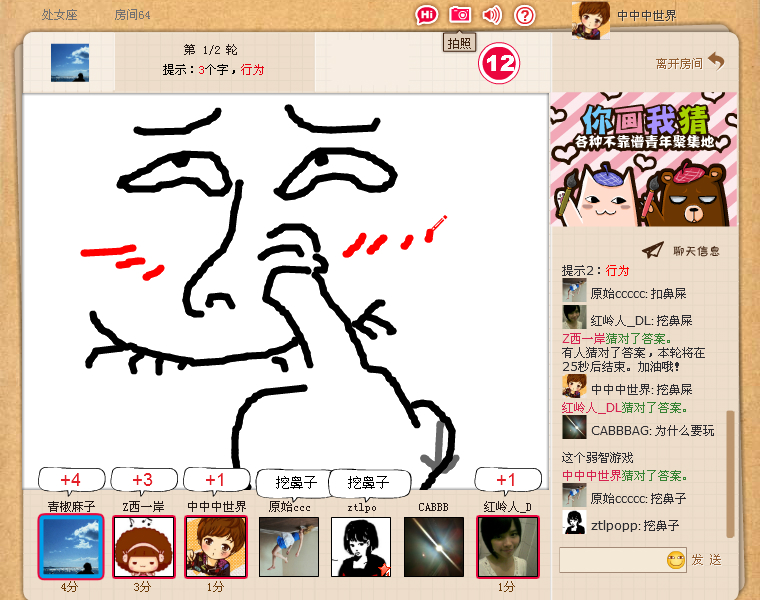 处女座
房间64
Hi
?
中中中世界
拍照
第 1/2 轮
提示：3个字，行为
12
离开房间
你画我猜
各种不靠谱青年聚集地
聊天信息
提示2：行为
原始ccccc: 扣鼻屎
红岭人_DL: 挖鼻屎
Z西一岸猜对了答案。
有人猜对了答案，本轮将在
25秒后结束。加油哦！
中中中世界: 挖鼻屎
红岭人_DL猜对了答案。
CABBBAG: 为什么要玩
这个弱智游戏
中中中世界猜对了答案。
原始ccccc: 挖鼻子
ztlpopp: 挖鼻子
发 送
+4
+3
+1
挖鼻子
挖鼻子
+1
青椒麻子
Z西一岸
中中中世界
原始ccc
ztlpo
CABBB
红岭人_D
4分
3分
1分
1分